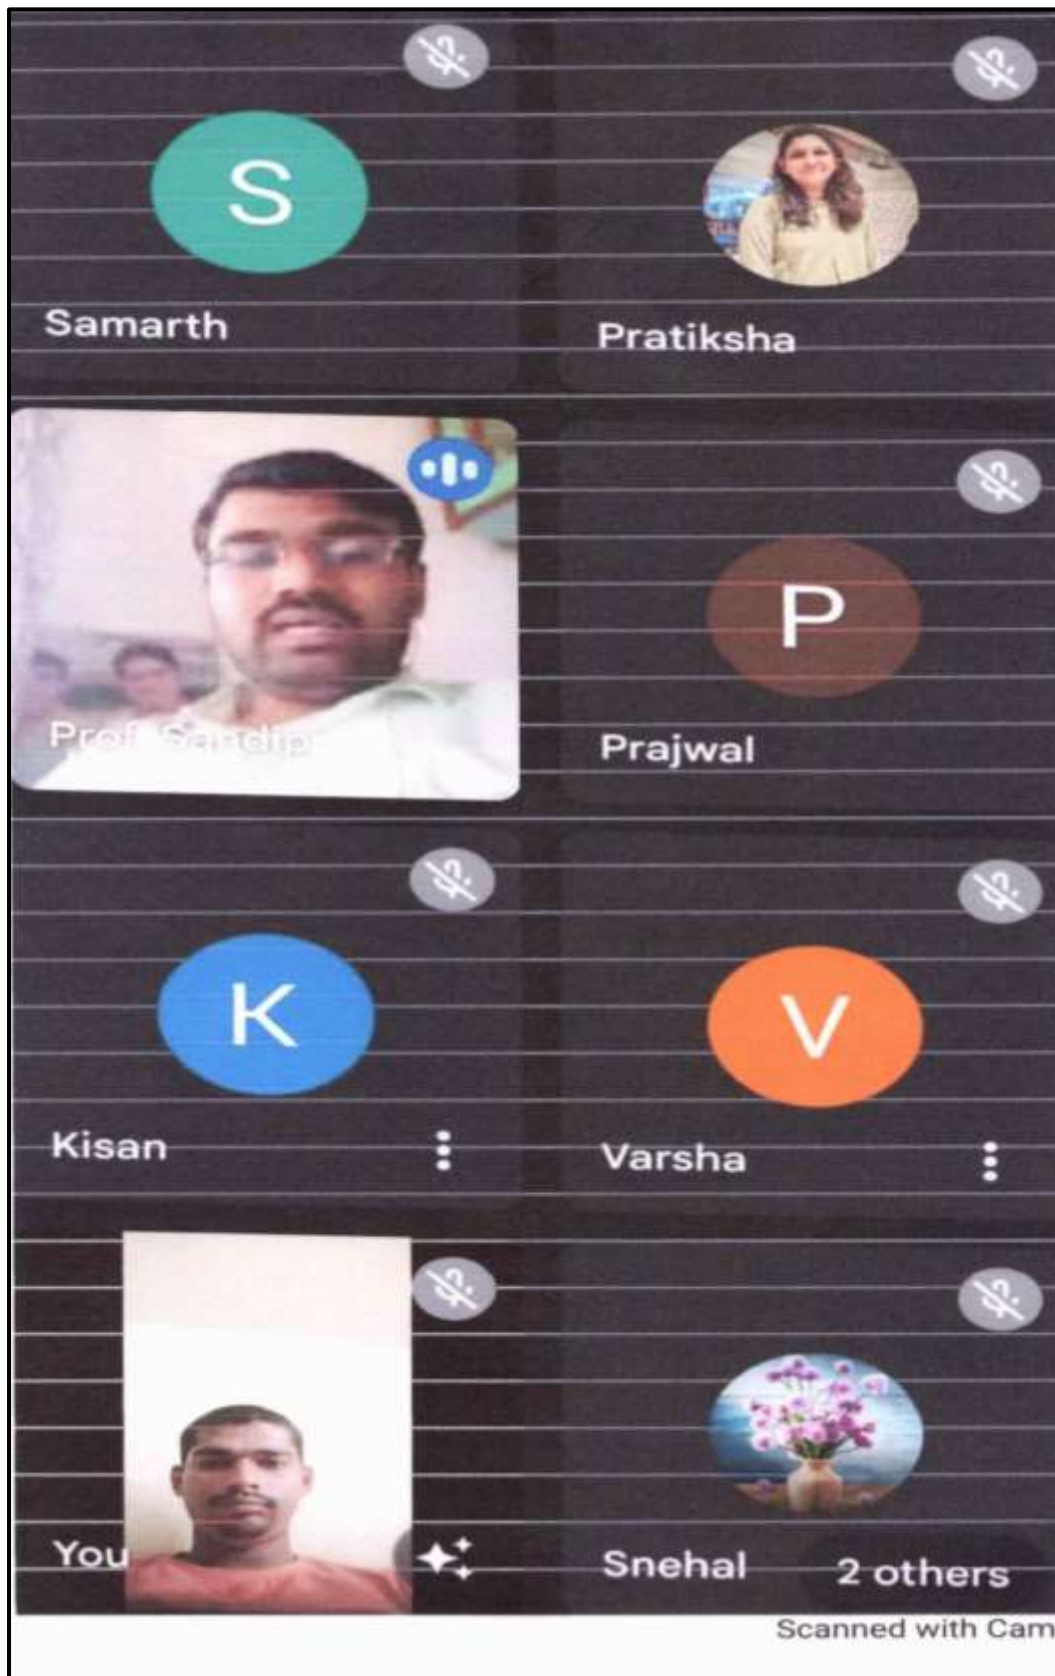 S
Samarth
Pratiksha
Prof. Sandip
P
Prajwal
K
Kisan
V
Varsha
You
Snehal
2 others
Scanned with Cam